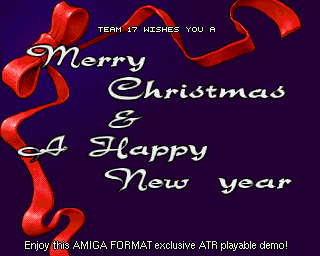 TEAM 17 WISHES YOU A
Merry
Christmas
&
A Happy
New year
Enjoy this AMIGA FORMAT exclusive ATR playable demo!